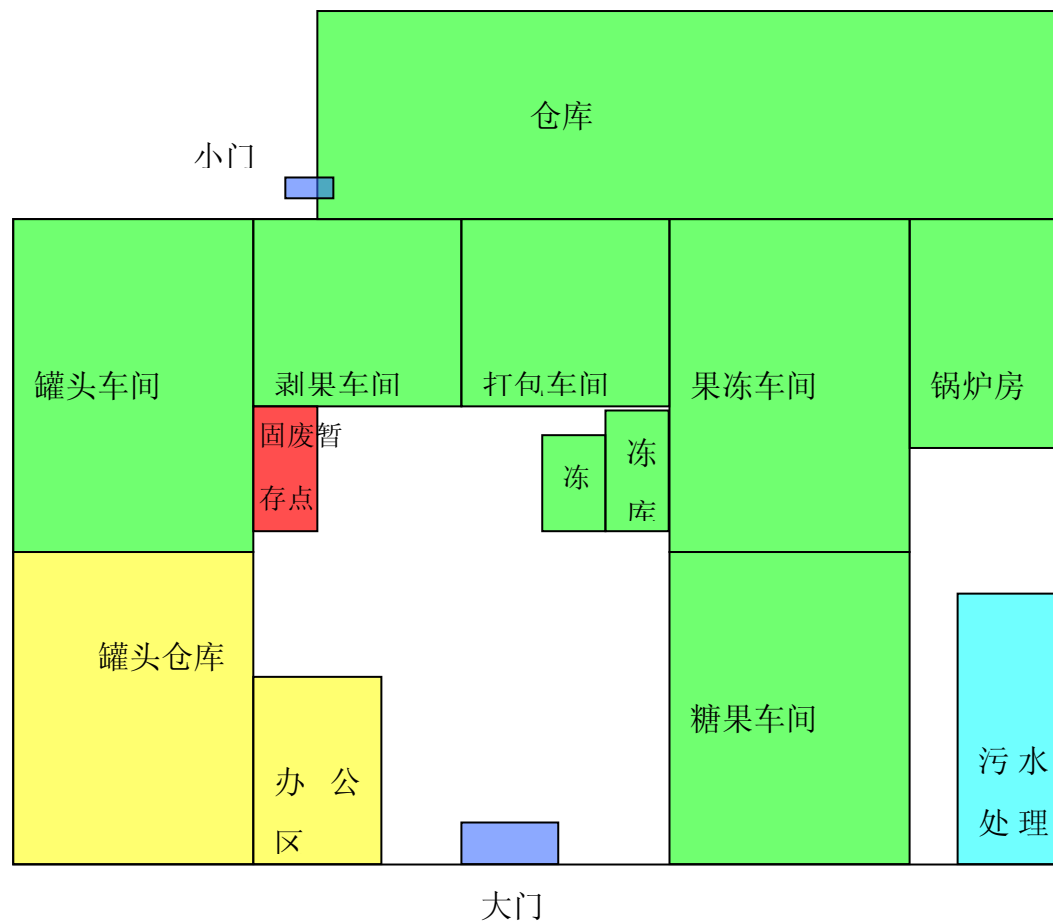 仓库
小门
罐头车间
剥果车间
打包车间
果冻车间
锅炉房
固废暂
存点
冻
冻
库
罐头仓库
糖果车间
办 公
区
污 水
处 理
大门